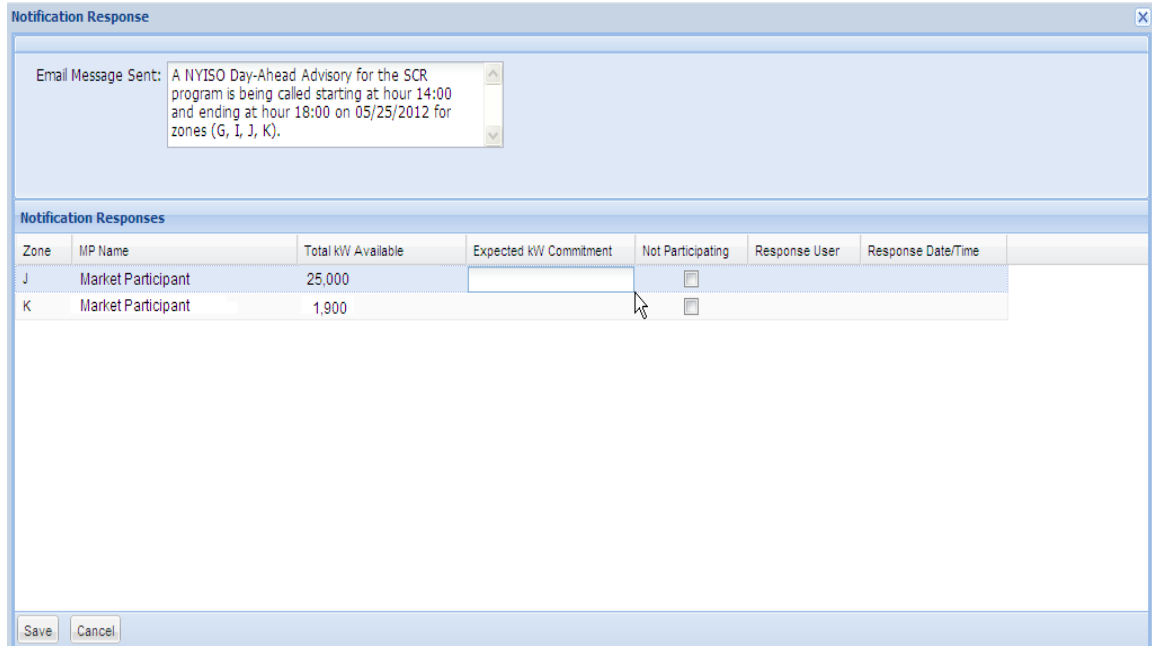 Notification Response
Email Message Sent: A NYISO Day-Ahead Advisory for the SCR
program is being called starting at hour 14:00
and ending at hour 18:00 on 05/25/2012 for
zones (G, I, J, K).
Notification Responses
Zone MP Name Total kW Available Expected kW Commitment Not Participating Response User Response Date/Time
J Market Participant 25,000
K Market Participant 1,900
Save Cancel